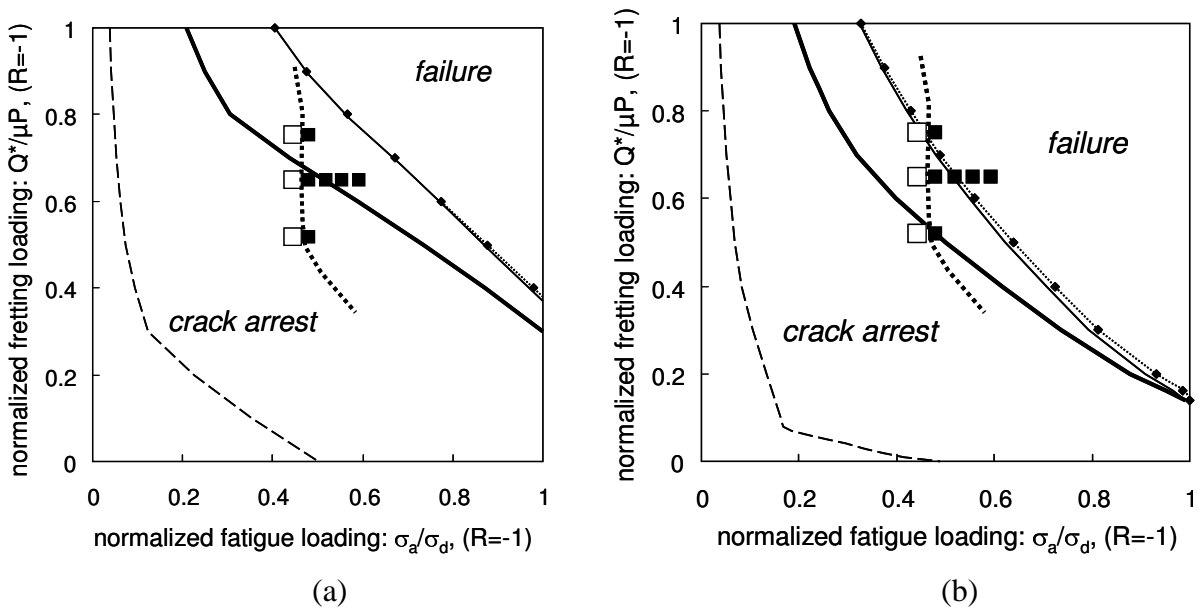 normalized fretting loading: Q*/µP, (R=-1)
1
0.8
0.6
0.4
0.2
0
failure
crack arrest
0 0.2 0.4 0.6 0.8 1
normalized fatigue loading: σa/σd, (R=-1)
(a)
normalized fretting loading: Q*/µP, (R=-1)
1
0.8
0.6
0.4
0.2
0
failure
crack arrest
0 0.2 0.4 0.6 0.8 1
normalized fatigue loading: σa/σd, (R=-1)
(b)